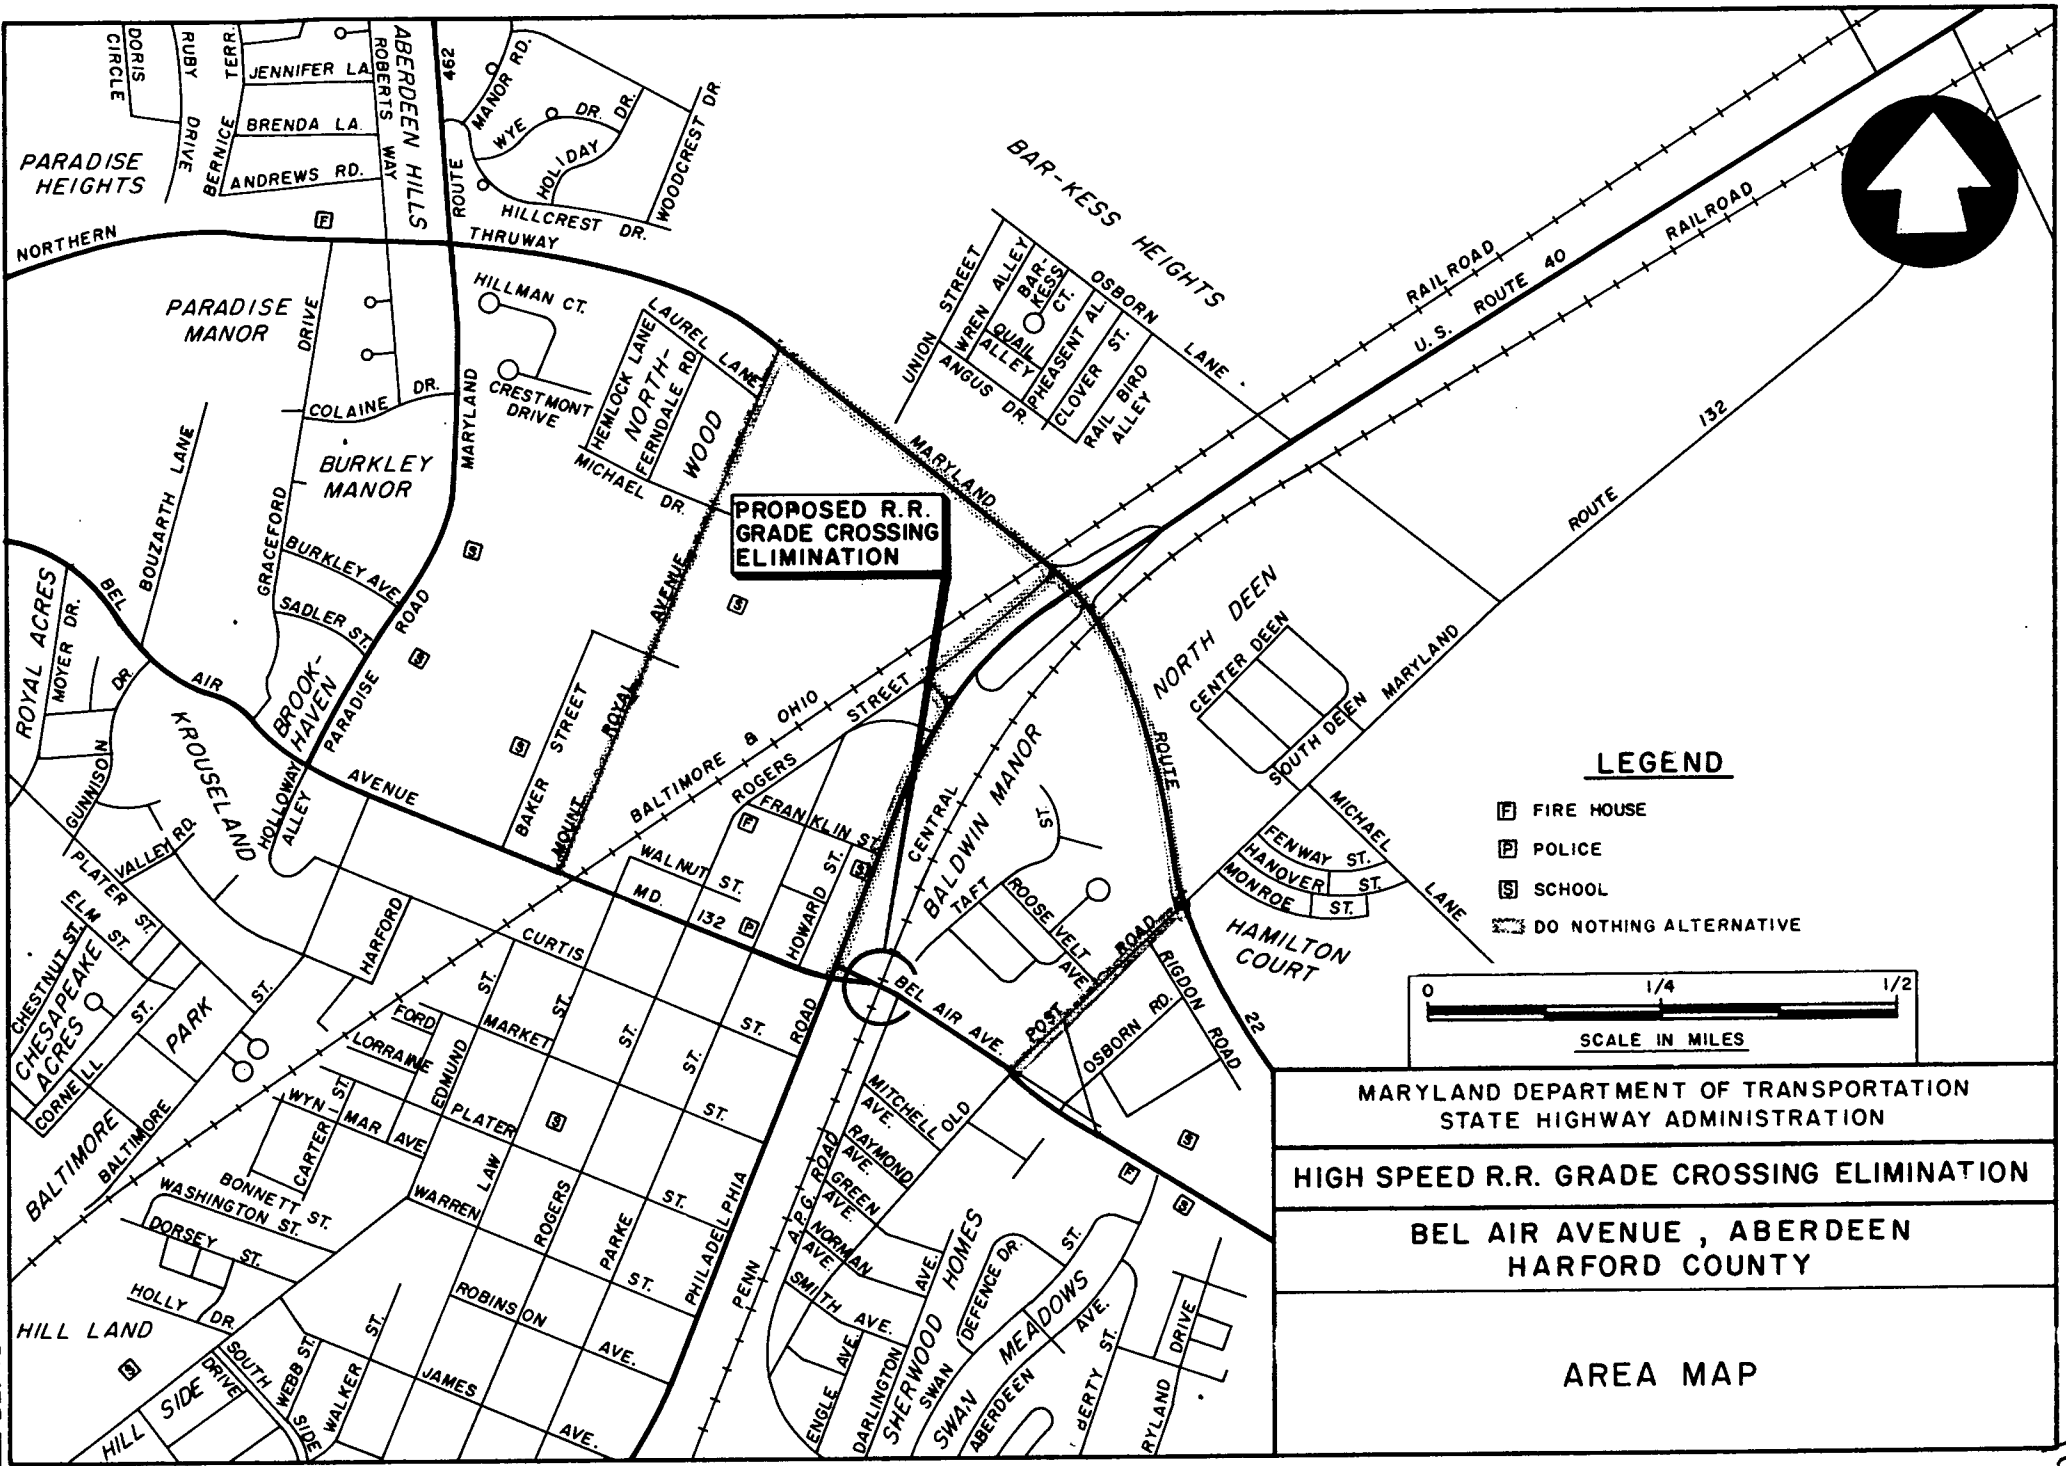 DORIS
CIRCLE
RUBY
DRIVE
BERNICE
TERR.
JENNIFER LA.
BRENDA LA.
ANDREWS RD.
ROBERTS
WAY
ABERDEEN HILLS
462
ROUTE
MANOR RD.
WYE
DR.
HOLIDAY
DR.
WOODCREST DR
HILLCREST DR.
PARADISE
HEIGHTS
F
NORTHERN
THRUWAY
PARADISE
MANOR
DRIVE
HILLMAN CT.
CRESTMONT
DRIVE
COLAINE
DR.
MARYLAND
LAUREL LANE
HEMLOCK LANE
NORTH-
FERNDALE RD.
WOOD
MICHAEL DR.
BAR-KESS HEIGHTS
UNION STREET
WREN ALLEY
BAR-
KESS
CT.
QUAIL
ALLEY
PHEASENT AL.
OSBORN
LANE
CLOVER ST.
RAIL BIRD
ALLEY
ANGUS DR.
RAILROAD
U.S. ROUTE 40
RAILROAD
132
ROUTE
MARYLAND
BOUZARTH LANE
BURKLEY
MANOR
GRACEFORD
BURKLEY AVE.
SADLER ST.
ROAD
S
S
PROPOSED R.R.
GRADE CROSSING
ELIMINATION
MARYLAND
S
AVENUE
ROYAL
MOUNT
BAKER STREET
S
BEL
AIR
AVENUE
ROYAL ACRES
MOYER DR.
DR.
GUNNISON
KROUSELAND
BROOK-
HAVEN
PARADISE
HOLLOWAY
ALLEY
BALTIMORE & OHIO
ROGERS
STREET
FRANKLIN ST.
F
S
WALNUT ST.
MD. 132
P
HOWARD ST.
CENTRAL
BALDWIN MANOR
ST.
TAFT
ROOSEVELT
AVE
NORTH DEEN
CENTER DEEN
SOUTH DEEN
ROUTE
22
MICHAEL
LANE
FENWAY ST.
HANOVER ST.
MONROE ST.
HAMILTON
COURT
POST ROAD
RIGDON ROAD
OSBORN RD.
BEL AIR AVE.
LEGEND
F FIRE HOUSE
P POLICE
S SCHOOL
DO NOTHING ALTERNATIVE
0 1/4 1/2
SCALE IN MILES
VALLEY RD.
PLATER ST.
ELM ST.
CHESTNUT ST.
CHESAPEAKE
ACRES
CORNELL
ST.
PARK
BALTIMORE
BALTIMORE
ST.
HARFORD
CURTIS
ST.
FORD
LORRAINE
MARKET
ST.
EDMUND
ST.
WYN-
MAR AVE.
CARTER
ST.
PLATER
ST.
S
LAW
ST.
ROGERS
ST.
PARKE
ST.
PHILADELPHIA
ROAD
BONNETT ST.
WASHINGTON ST.
DORSEY ST.
HOLLY DR.
WARREN
ST.
ROBINSON
AVE.
JAMES
AVE.
HILL LAND
S
HILL SIDE
DRIVE
SOUTH
SIDE
WEBB ST.
WALKER
ST.
PENN
A.P.G. ROAD
MITCHELL
AVE.
OLD
RAYMOND
AVE.
GREEN
AVE.
NORMAN
AVE.
SMITH AVE.
ENGLE AVE.
DARLINGTON
AVE.
SHERWOOD HOMES
DEFENCE DR.
SWAN
ST.
SWAN MEADOWS
ABERDEEN
AVE.
ERTY ST.
RYLAND
DRIVE
S
F
S
MARYLAND DEPARTMENT OF TRANSPORTATION
STATE HIGHWAY ADMINISTRATION
HIGH SPEED R.R. GRADE CROSSING ELIMINATION
BEL AIR AVENUE, ABERDEEN
HARFORD COUNTY
AREA MAP